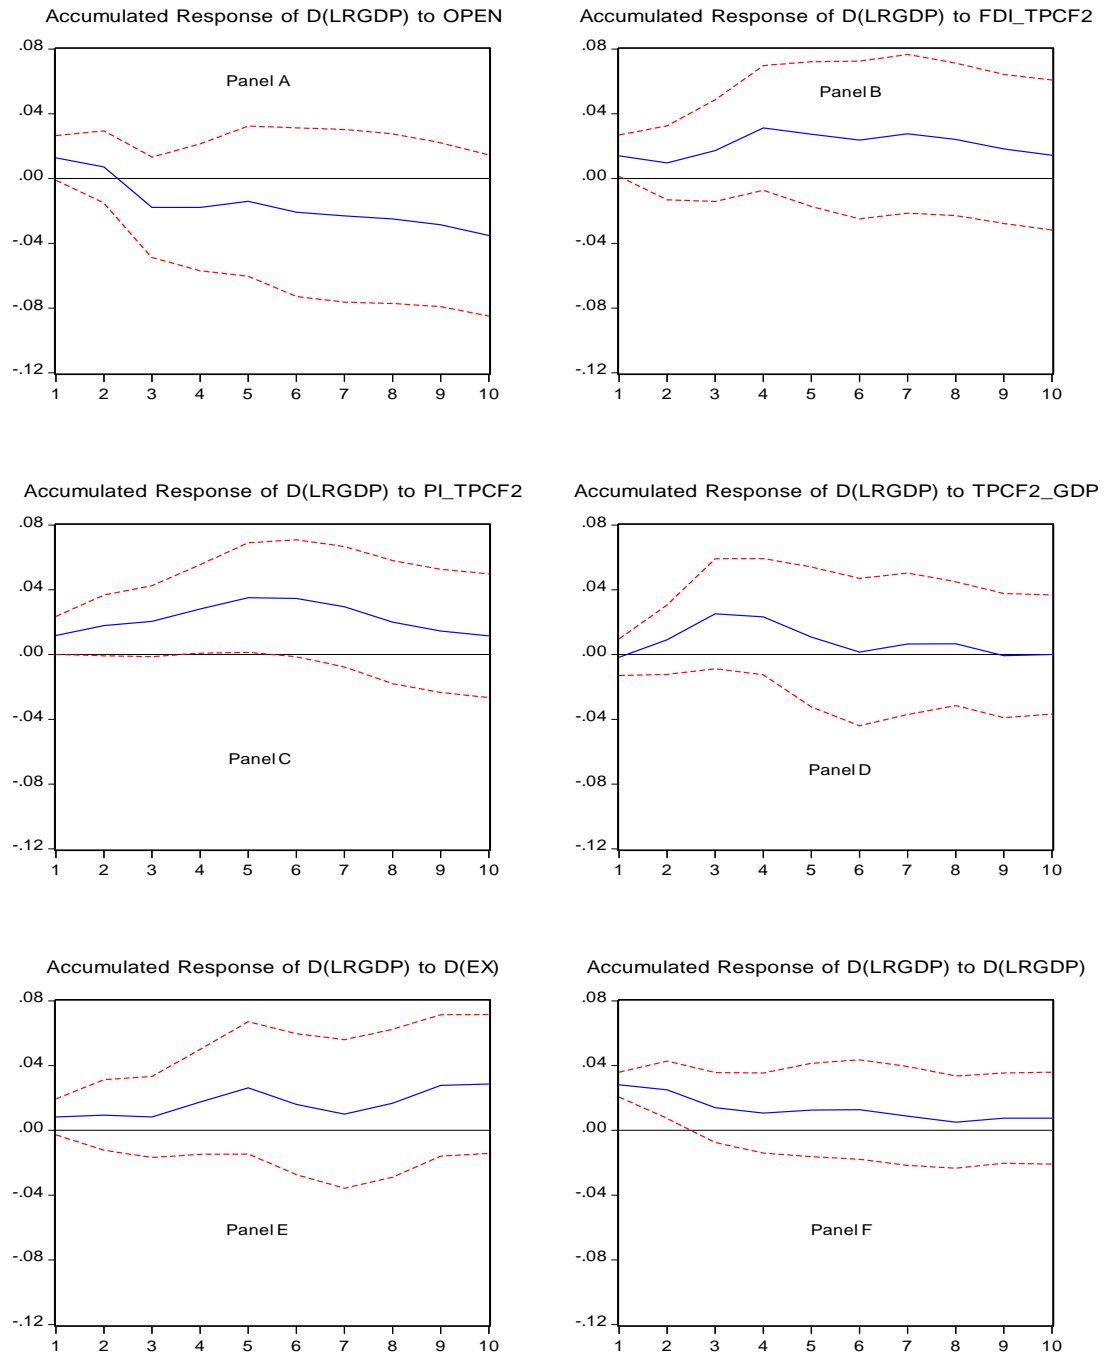 Accumulated Response of D(LRGDP) to OPEN
.08
.04
.00
-.04
-.08
-.12
Panel A
1 2 3 4 5 6 7 8 9 10
Accumulated Response of D(LRGDP) to FDI_TPCF2
.08
.04
.00
-.04
-.08
-.12
Panel B
1 2 3 4 5 6 7 8 9 10
Accumulated Response of D(LRGDP) to PI_TPCF2
.08
.04
.00
-.04
-.08
-.12
Panel C
1 2 3 4 5 6 7 8 9 10
Accumulated Response of D(LRGDP) to TPCF2_GDP
.08
.04
.00
-.04
-.08
-.12
Panel D
1 2 3 4 5 6 7 8 9 10
Accumulated Response of D(LRGDP) to D(EX)
.08
.04
.00
-.04
-.08
-.12
Panel E
1 2 3 4 5 6 7 8 9 10
Accumulated Response of D(LRGDP) to D(LRGDP)
.08
.04
.00
-.04
-.08
-.12
Panel F
1 2 3 4 5 6 7 8 9 10